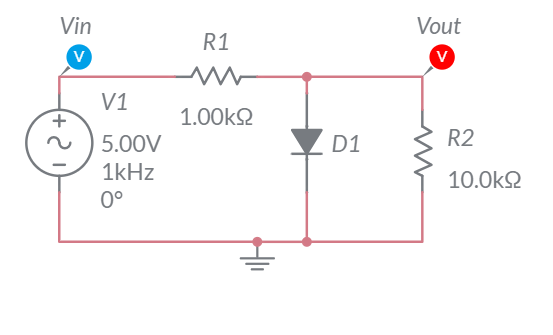 Vin
V
R1
Vout
V
V1
5.00V
1kHz
0°
1.00kΩ
D1
R2
10.0kΩ